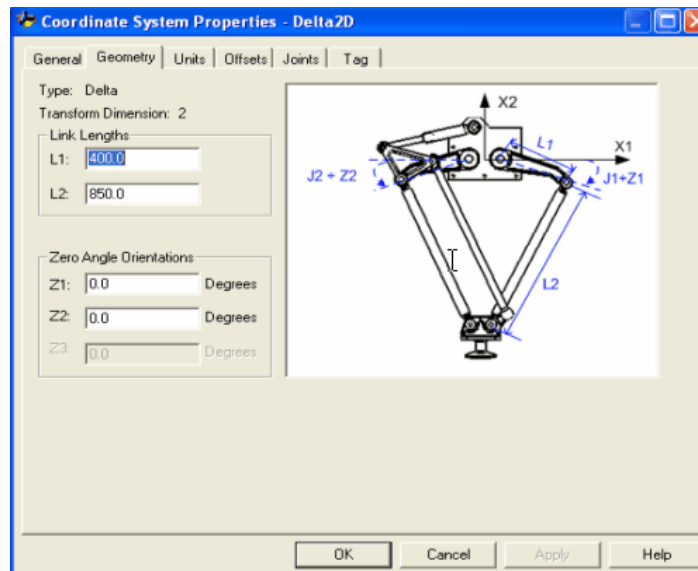 Coordinate System Properties - Delta2D
General Geometry Units Offsets Joints Tag
Type: Delta
Transform Dimension: 2
Link Lengths
L1: 400.0
L2: 850.0
Zero Angle Orientations
Z1: 0.0 Degrees
Z2: 0.0 Degrees
Z3: 0.0 Degrees
X2
L1
X1
J2 + Z2
J1+Z1
L2
OK Cancel Apply Help